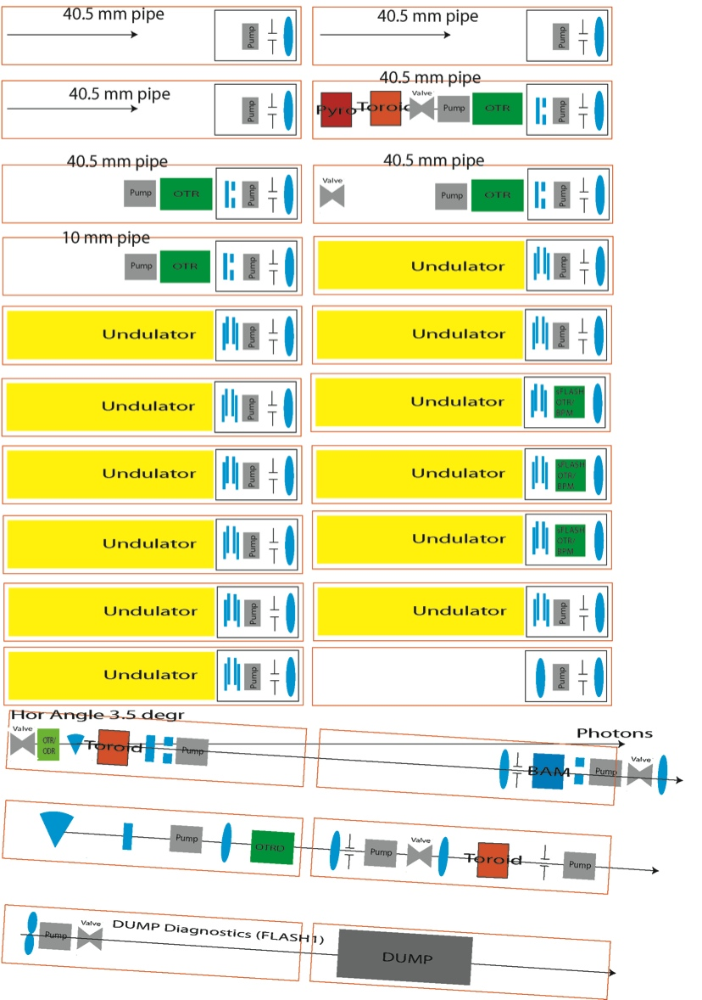 40.5 mm pipe
Pump
40.5 mm pipe
Pump
40.5 mm pipe
Pump
40.5 mm pipe
Pyro
Toroid
Valve
Pump
OTR
Pump
40.5 mm pipe
Pump
OTR
Pump
40.5 mm pipe
Valve
Pump
OTR
Pump
10 mm pipe
Pump
OTR
Pump
Undulator
Pump
Undulator
Pump
Undulator
Pump
Undulator
Pump
Undulator
sFLASH
OTR/
BPM
Undulator
Pump
Undulator
sFLASH
OTR/
BPM
Undulator
Pump
Undulator
sFLASH
OTR/
BPM
Undulator
Pump
Undulator
Pump
Undulator
Pump
Pump
Hor Angle 3.5 degr
Valve
OTR/
ODR
Toroid
Pump
Photons
BAM
Pump
Valve
Pump
OTRD
Pump
Valve
Toroid
Pump
Pump
Valve
DUMP Diagnostics (FLASH1)
DUMP